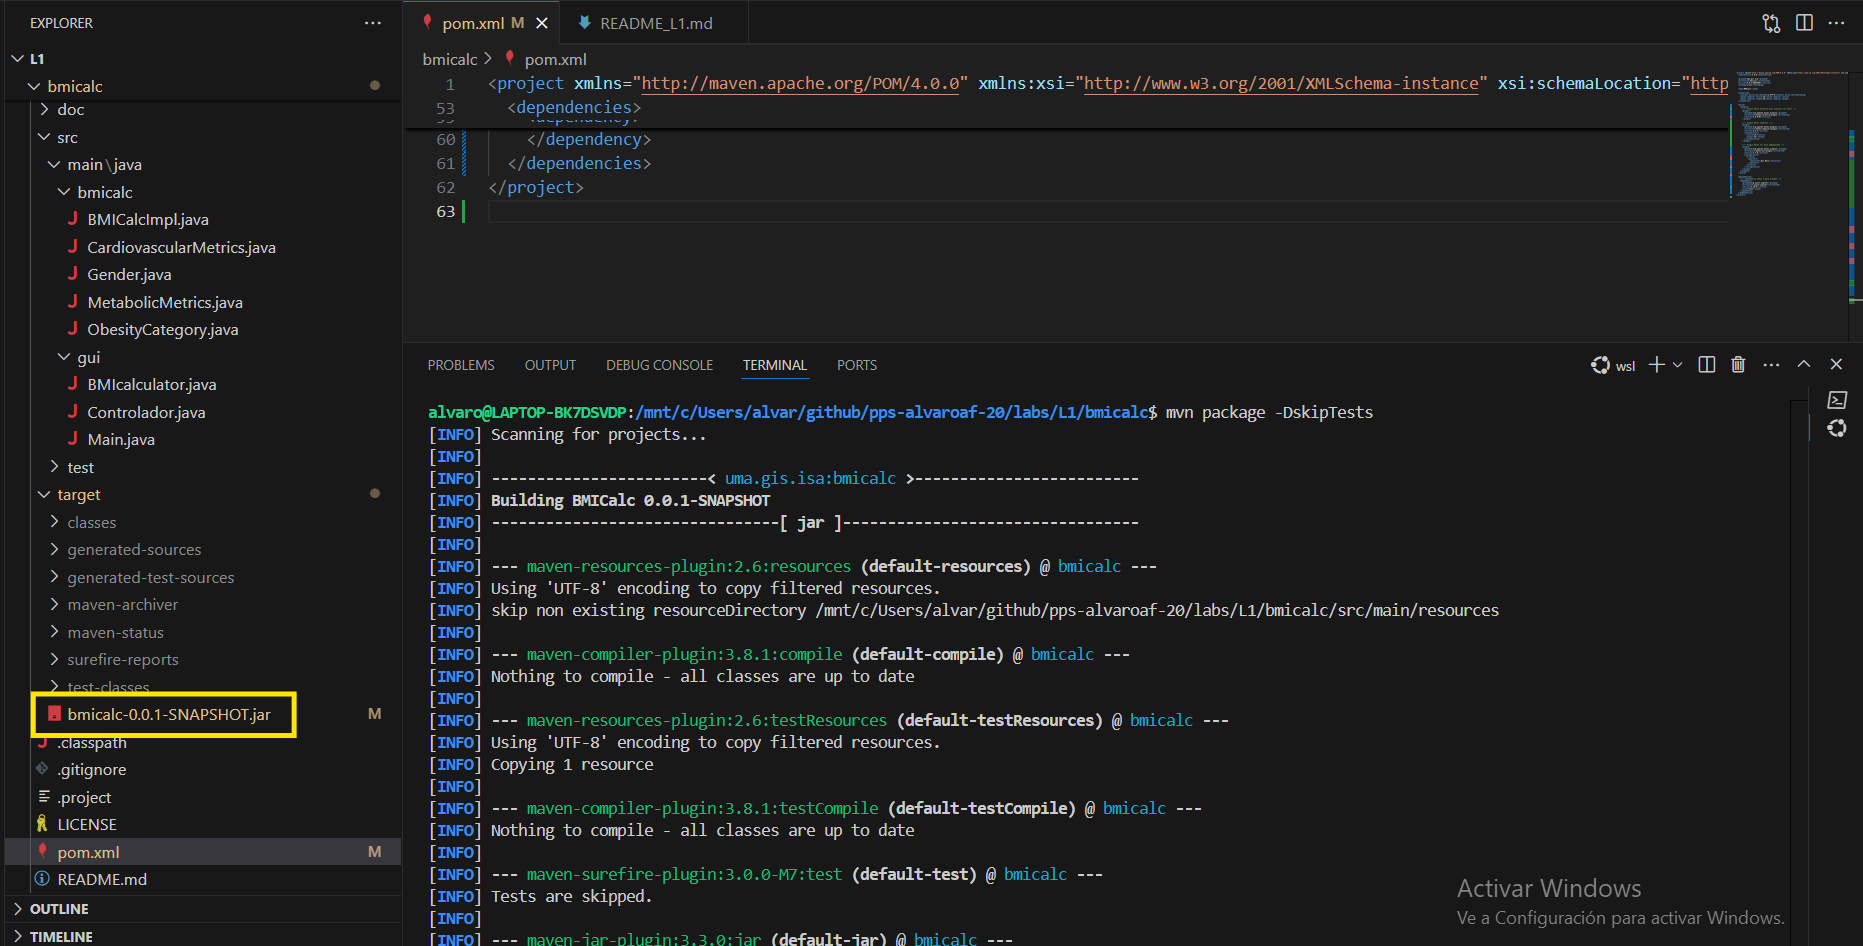 EXPLORER
L1
bmicalc
doc
src
main\java
bmicalc
BMICalcImpl.java
CardiovascularMetrics.java
Gender.java
MetabolicMetrics.java
ObesityCategory.java
gui
BMIcalculator.java
Controlador.java
Main.java
test
target
classes
generated-sources
generated-test-sources
maven-archiver
maven-status
surefire-reports
test-classes
bmicalc-0.0.1-SNAPSHOT.jar M
.classpath
.gitignore
.project
LICENSE
pom.xml M
README.md
OUTLINE
TIMELINE
pom.xml M
README_L1.md
bmicalc > pom.xml
1 <project xmlns="http://maven.apache.org/POM/4.0.0" xmlns:xsi="http://www.w3.org/2001/XMLSchema-instance" xsi:schemaLocation="http
53 <dependencies>
<dependency>
60 </dependency>
61 </dependencies>
62 </project>
63
PROBLEMS OUTPUT DEBUG CONSOLE TERMINAL PORTS
wsl
alvaro@LAPTOP-BK7DSVDP:/mnt/c/Users/alvar/github/pps-alvaroaf-20/labs/L1/bmicalc$ mvn package -DskipTests
[INFO] Scanning for projects...
[INFO]
[INFO] ------------------------< uma.gis.isa:bmicalc >-------------------------
[INFO] Building BMICalc 0.0.1-SNAPSHOT
[INFO] --------------------------------[ jar ]---------------------------------
[INFO]
[INFO] --- maven-resources-plugin:2.6:resources (default-resources) @ bmicalc ---
[INFO] Using 'UTF-8' encoding to copy filtered resources.
[INFO] skip non existing resourceDirectory /mnt/c/Users/alvar/github/pps-alvaroaf-20/labs/L1/bmicalc/src/main/resources
[INFO]
[INFO] --- maven-compiler-plugin:3.8.1:compile (default-compile) @ bmicalc ---
[INFO] Nothing to compile - all classes are up to date
[INFO]
[INFO] --- maven-resources-plugin:2.6:testResources (default-testResources) @ bmicalc ---
[INFO] Using 'UTF-8' encoding to copy filtered resources.
[INFO] Copying 1 resource
[INFO]
[INFO] --- maven-compiler-plugin:3.8.1:testCompile (default-testCompile) @ bmicalc ---
[INFO] Nothing to compile - all classes are up to date
[INFO]
[INFO] --- maven-surefire-plugin:3.0.0-M7:test (default-test) @ bmicalc ---
[INFO] Tests are skipped.
[INFO]
[INFO] --- maven-jar-plugin:3.3.0:jar (default-jar) @ bmicalc ---
Activar Windows
Ve a Configuración para activar Windows.